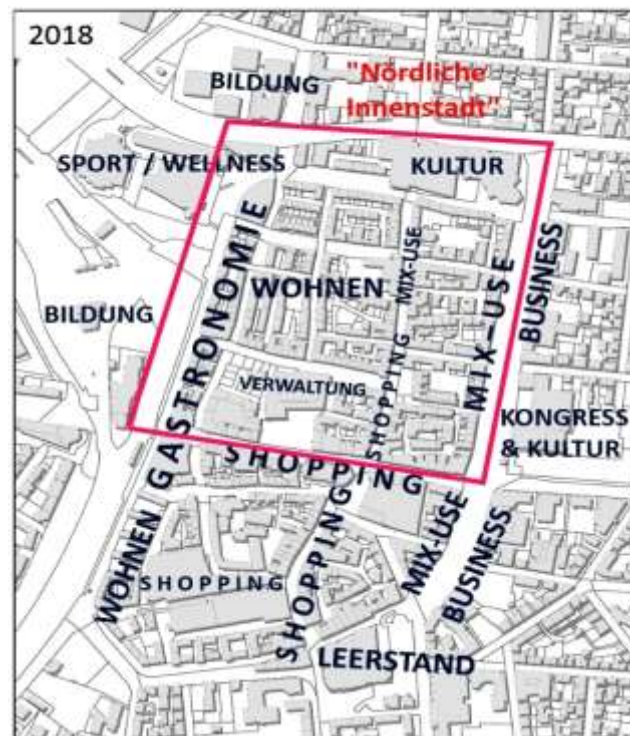 2018
BILDUNG
"Nördliche
Innenstadt"
SPORT / WELLNESS
KULTUR
GASTRONOMIE
MIX-USE
WOHNEN
MIX-USE
BUSINESS
BILDUNG
SHOPPING
VERWALTUNG
KONGRESS
& KULTUR
SHOPPING
WOHNEN
SHOPPING
SHOPPING
MIX-USE
BUSINESS
LEERSTAND